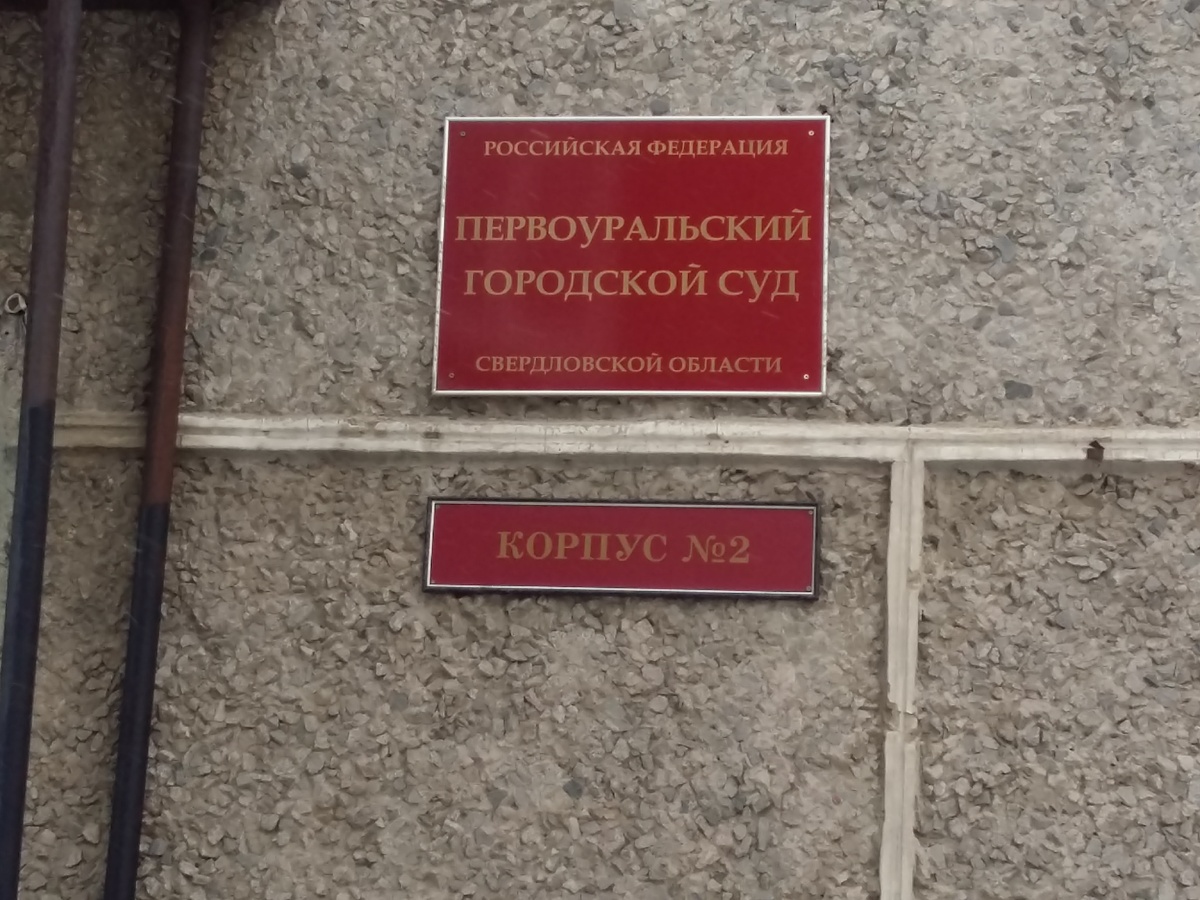 РОССИЙСКАЯ ФЕДЕРАЦИЯ
ПЕРВОУРАЛЬСКИЙ
ГОРОДСКОЙ СУД
СВЕРДЛОВСКОЙ ОБЛАСТИ
КОРПУС №2